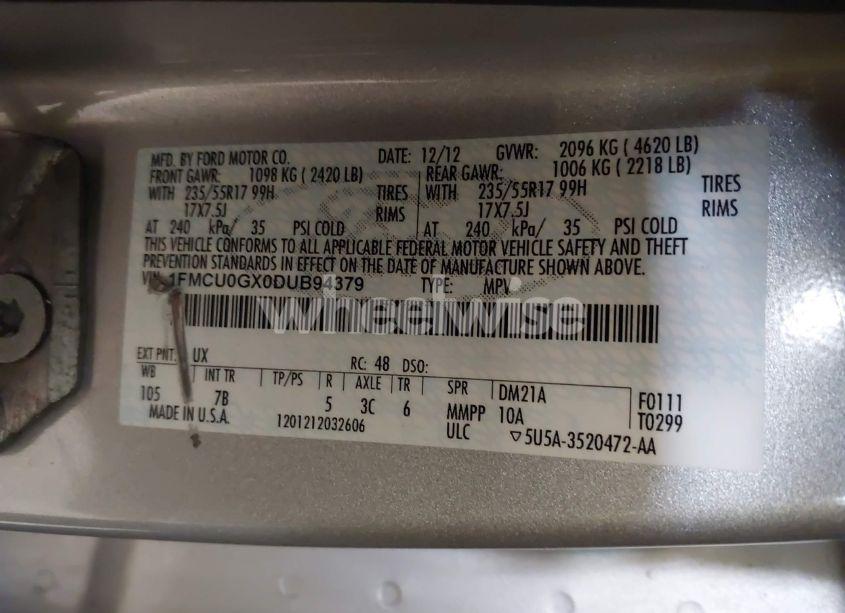 MFD. BY FORD MOTOR CO. DATE: 12/12 GVWR: 2096 KG ( 4620 LB)
FRONT GAWR: 1098 KG ( 2420 LB) REAR GAWR: 1006 KG ( 2218 LB)
WITH 235/55R17 99H TIRES WITH 235/55R17 99H TIRES
17X7.5J RIMS 17X7.5J RIMS
AT 240 kPa/ 35 PSI COLD AT 240 kPa/ 35 PSI COLD
THIS VEHICLE CONFORMS TO ALL APPLICABLE FEDERAL MOTOR VEHICLE SAFETY AND THEFT
PREVENTION STANDARDS IN EFFECT ON THE DATE OF MANUFACTURE SHOWN ABOVE.
VIN: 1FMCU0GX0DUB94379 TYPE: MPV
wheelwise
EXT PNT: UX RC: 48 DSO:
WB INT TR TP/PS R AXLE TR SPR DM21A F0111
105 7B 5 3C 6 MMPP 10A T0299
MADE IN U.S.A. 1201212032606 ULC ▽5U5A-3520472-AA